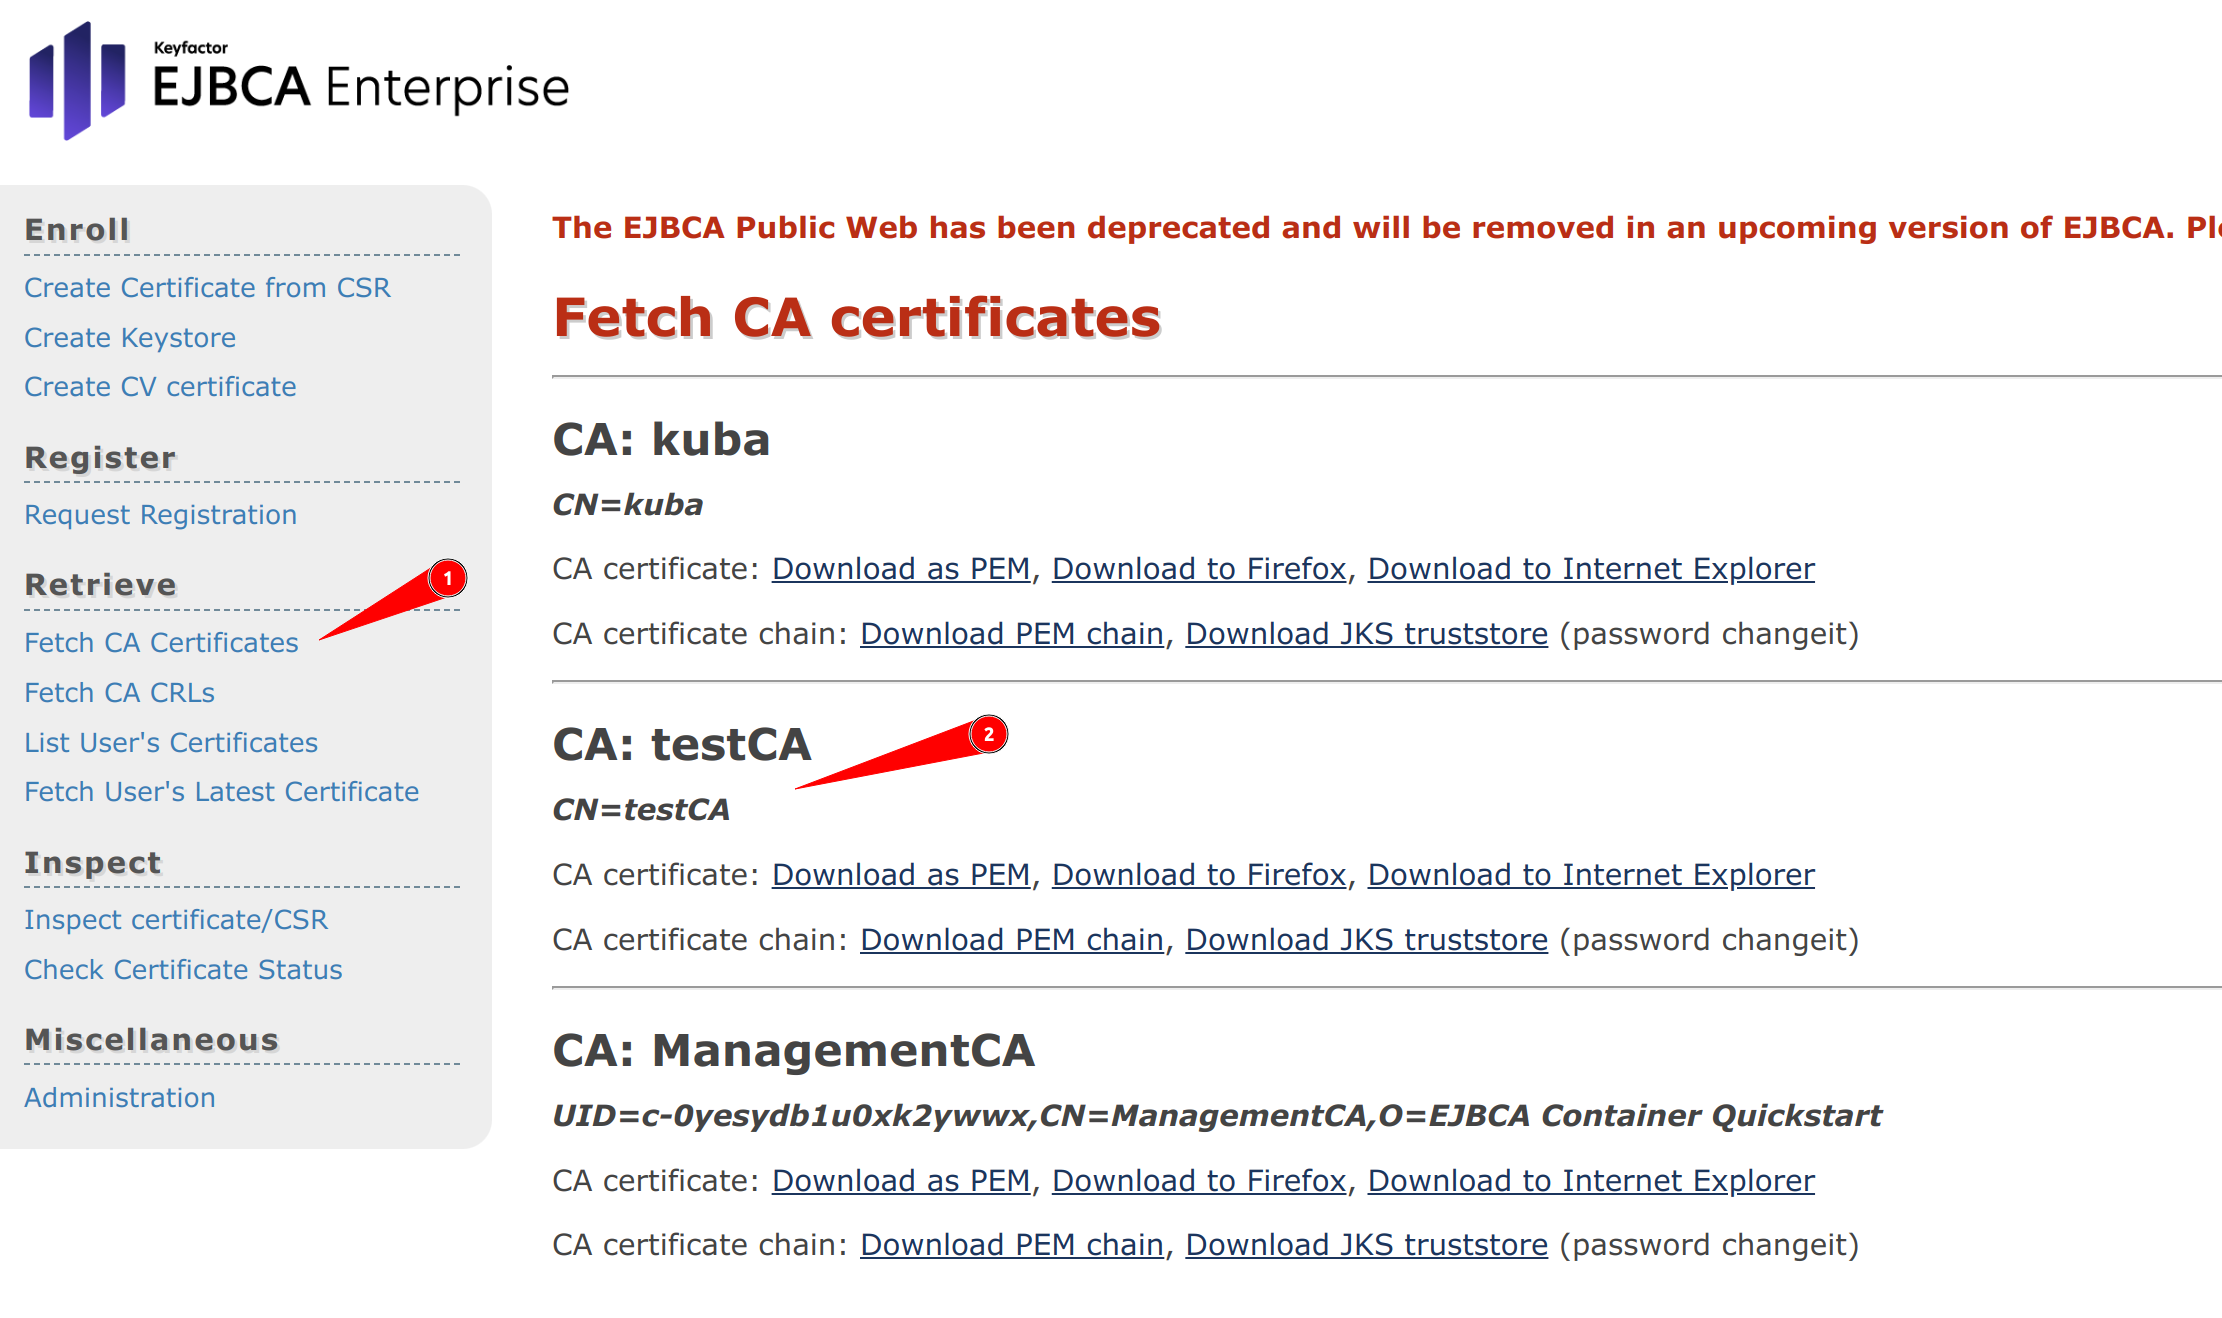 Keyfactor
EJBCA Enterprise
Enroll
Create Certificate from CSR
Create Keystore
Create CV certificate
Register
Request Registration
Retrieve
1
Fetch CA Certificates
Fetch CA CRLs
List User's Certificates
Fetch User's Latest Certificate
Inspect
Inspect certificate/CSR
Check Certificate Status
Miscellaneous
Administration
The EJBCA Public Web has been deprecated and will be removed in an upcoming version of EJBCA.
Fetch CA certificates
CA: kuba
CN=kuba
CA certificate: Download as PEM, Download to Firefox, Download to Internet Explorer
CA certificate chain: Download PEM chain, Download JKS truststore (password changeit)
CA: testCA
2
CN=testCA
CA certificate: Download as PEM, Download to Firefox, Download to Internet Explorer
CA certificate chain: Download PEM chain, Download JKS truststore (password changeit)
CA: ManagementCA
UID=c-0yesydb1u0xk2ywwx,CN=ManagementCA,O=EJBCA Container Quickstart
CA certificate: Download as PEM, Download to Firefox, Download to Internet Explorer
CA certificate chain: Download PEM chain, Download JKS truststore (password changeit)